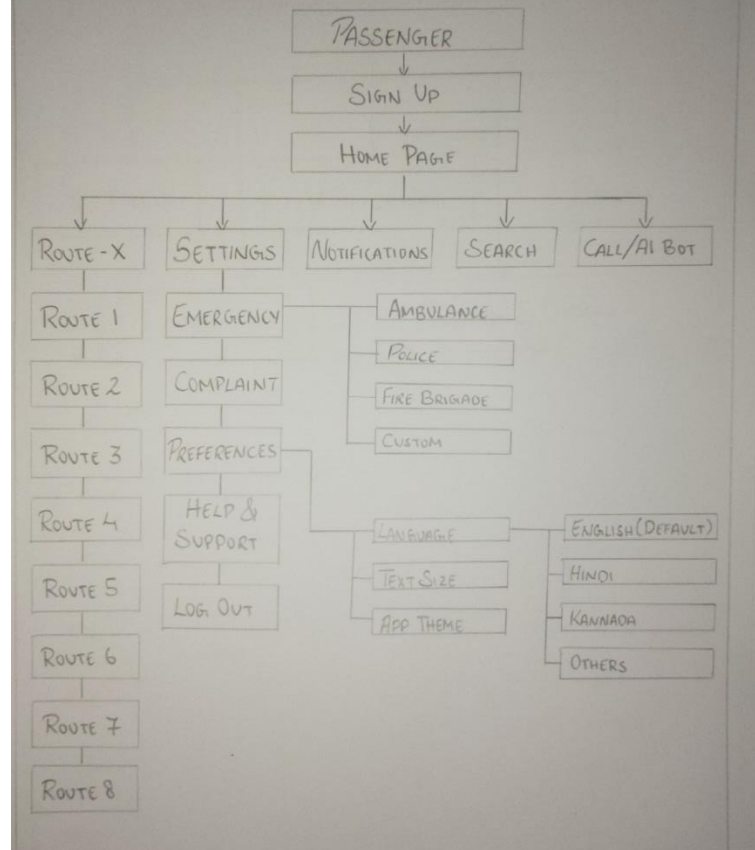 PASSENGER
SIGN UP
HOME PAGE
ROUTE-X
SETTINGS
NOTIFICATIONS
SEARCH
CALL/AI BOT
ROUTE 1
ROUTE 2
ROUTE 3
ROUTE 4
ROUTE 5
ROUTE 6
ROUTE 7
ROUTE 8
EMERGENCY
COMPLAINT
PREFERENCES
HELP &
SUPPORT
LOG OUT
AMBULANCE
POLICE
FIRE BRIGADE
CUSTOM
LANGUAGE
TEXT SIZE
APP THEME
ENGLISH (DEFAULT)
HINDI
KANNADA
OTHERS